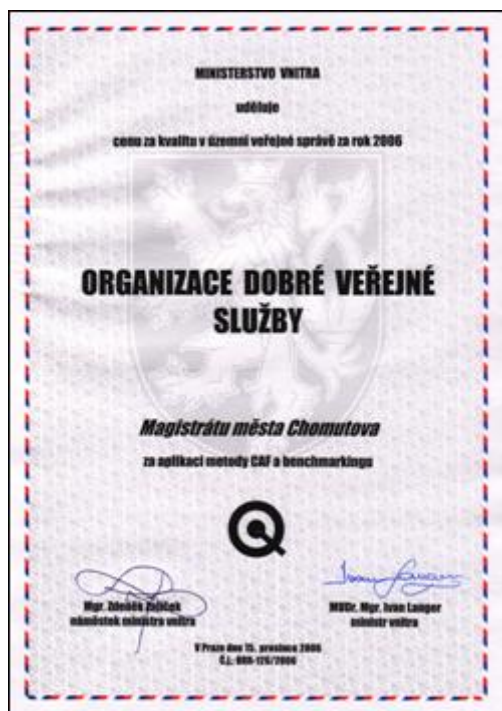 MINISTERSTVO VNITRA
uděluje
cenu za kvalitu v územní veřejné správě za rok 2006
ORGANIZACE DOBRÉ VEŘEJNÉ
SLUŽBY
Magistrátu města Chomutova
za aplikaci metody CAF a benchmarkingu
Mgr. Zdeněk Zajíček
náměstek ministra vnitra
MUDr. Mgr. Ivan Langer
ministr vnitra
V Praze dne 15. prosince 2006
Č.j.: